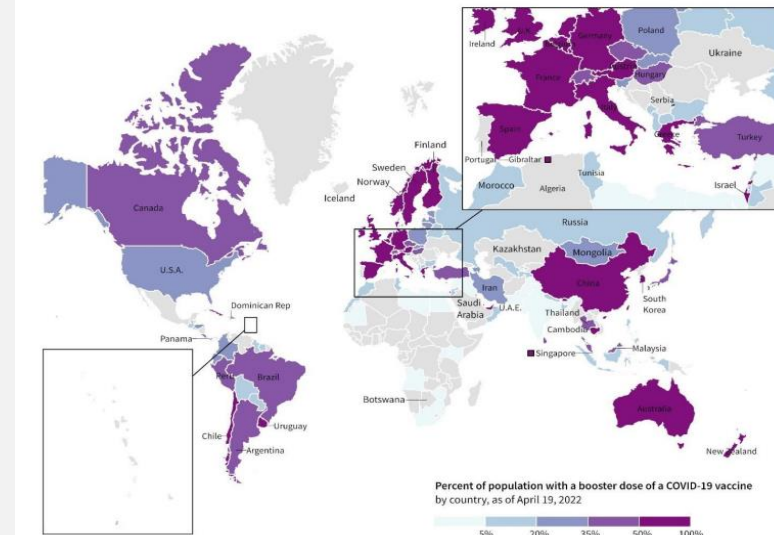 Ireland
U.K.
Germany
Poland
Ukraine
France
Hungary
Italy
Serbia
Spain
Greece
Turkey
Portugal
Gibraltar
Tunisia
Morocco
Algeria
Israel
Finland
Sweden
Norway
Iceland
Canada
Russia
Kazakhstan
Mongolia
U.S.A.
China
Iran
Saudi
Arabia
U.A.E.
South
Korea
Dominican Rep
Thailand
Cambodia
Panama
Singapore
Malaysia
Peru
Brazil
Botswana
Uruguay
Chile
Argentina
Australia
New Zealand
Percent of population with a booster dose of a COVID-19 vaccine
by country, as of April 19, 2022
5% 20% 35% 50% 100%